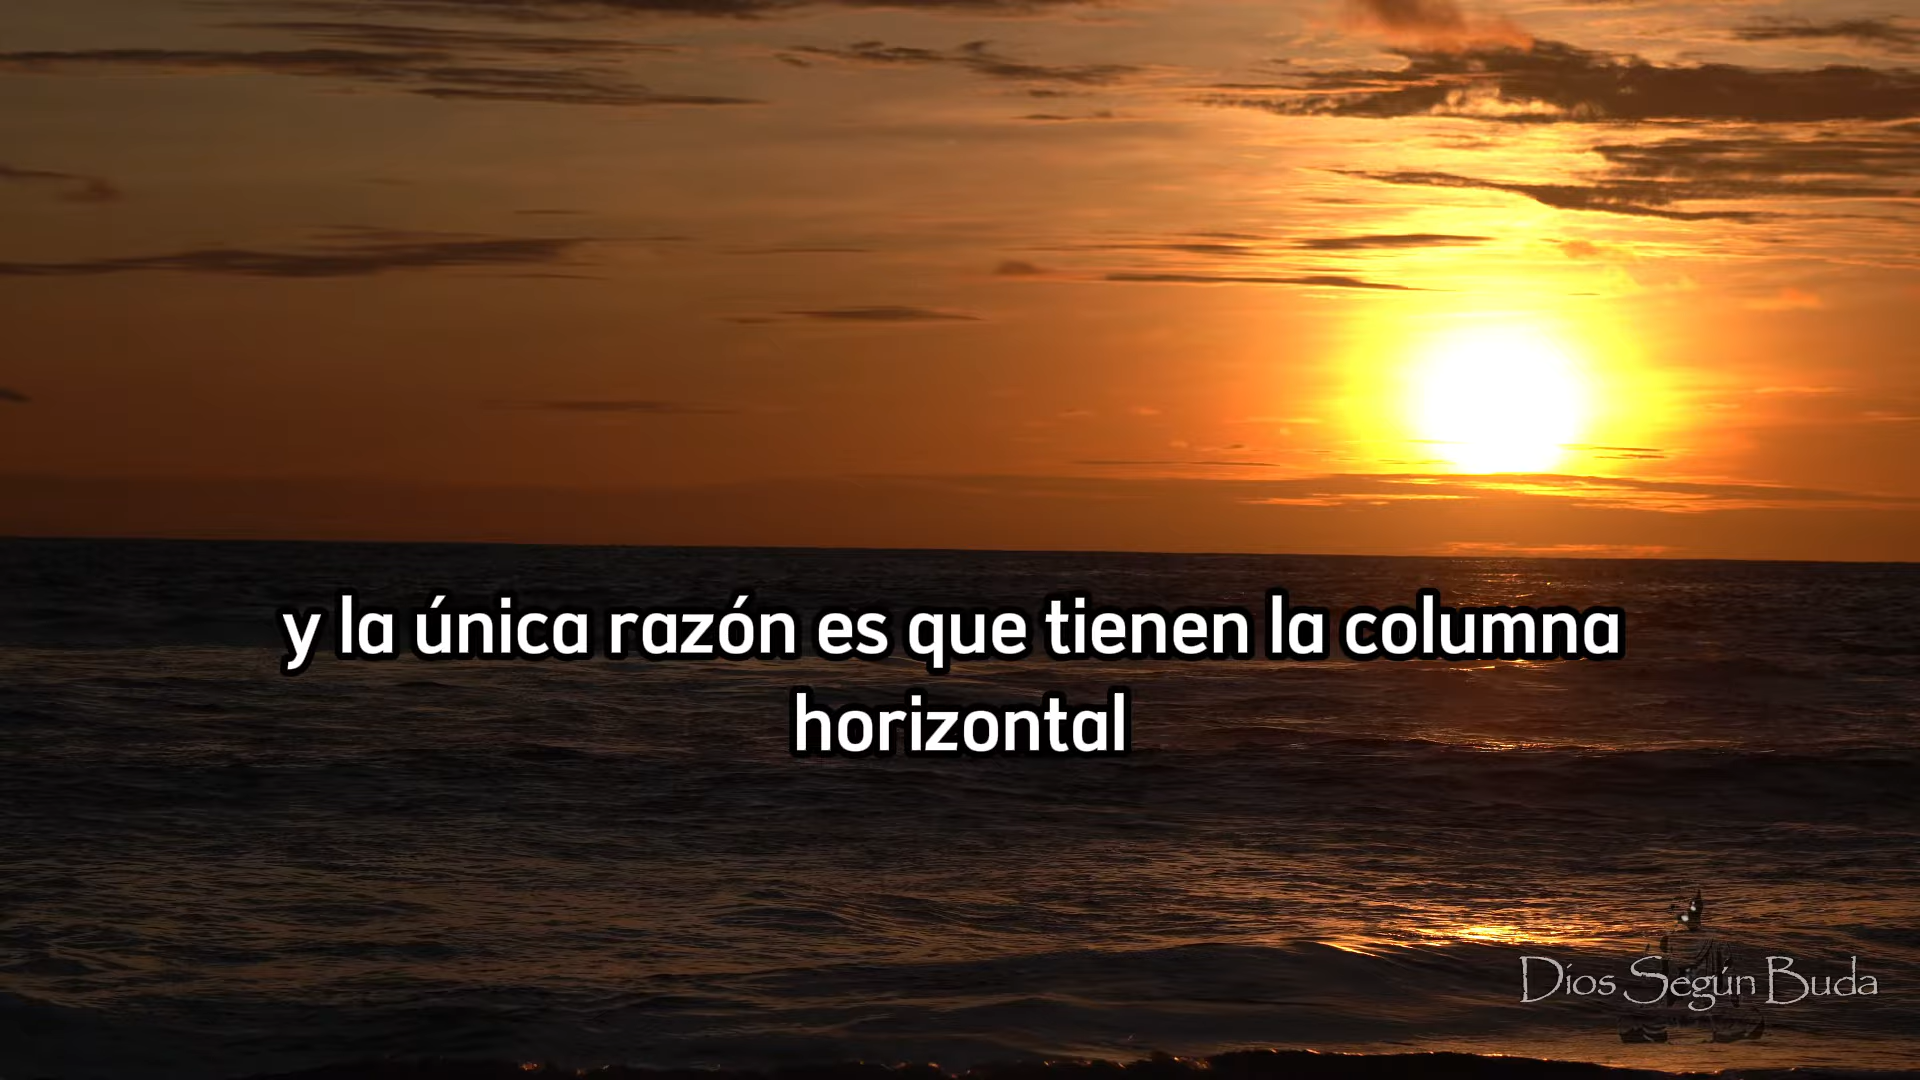 y la única razón es que tienen la columna
horizontal
Dios Según Buda